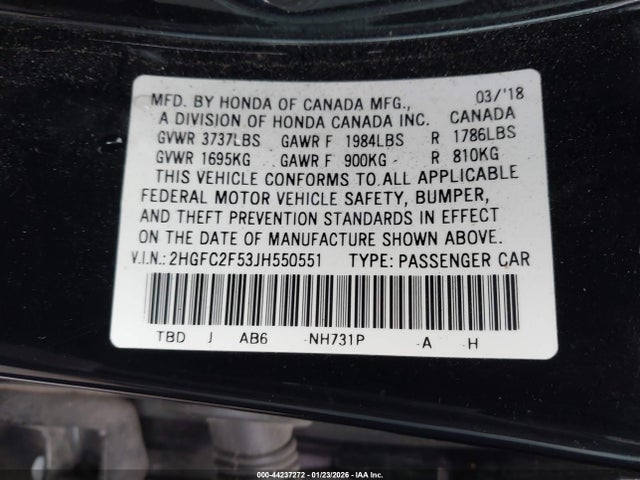 MFD. BY HONDA OF CANADA MFG., 03/'18
A DIVISION OF HONDA CANADA INC. CANADA
GVWR 3737LBS GAWR F 1984LBS R 1786LBS
GVWR 1695KG GAWR F 900KG R 810KG
THIS VEHICLE CONFORMS TO ALL APPLICABLE
FEDERAL MOTOR VEHICLE SAFETY, BUMPER,
AND THEFT PREVENTION STANDARDS IN EFFECT
ON THE DATE OF MANUFACTURE SHOWN ABOVE.
V.I.N.: 2HGFC2F53JH550551 TYPE: PASSENGER CAR
TBD J AB6 NH731P A H
000-44237272 - 01/23/2026 - IAA Inc.